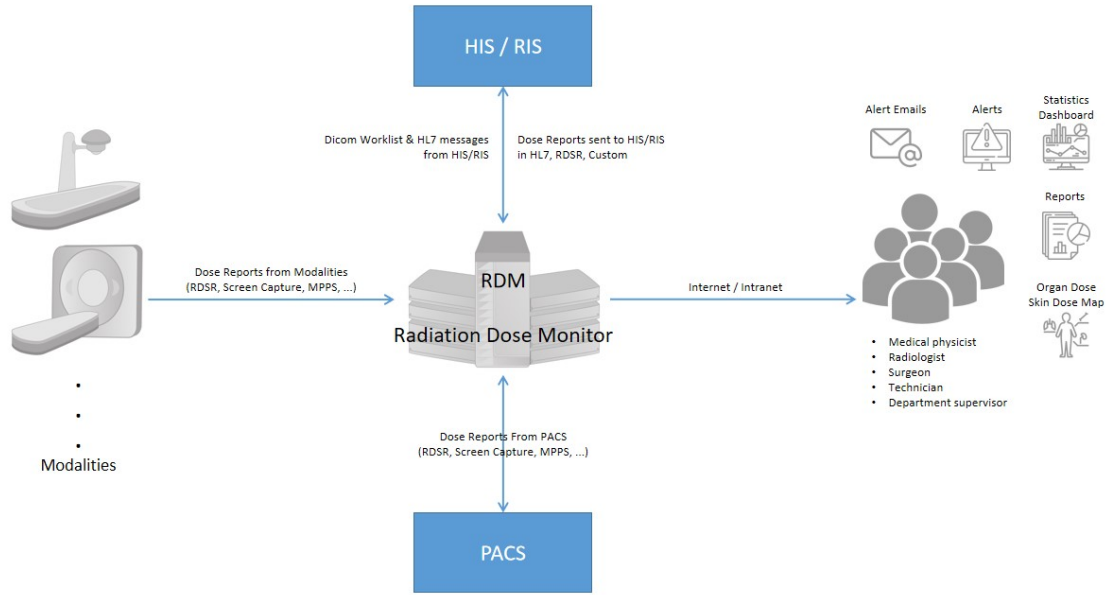 HIS / RIS
Dicom Worklist & HL7 messages
from HIS/RIS
Dose Reports sent to HIS/RIS
in HL7, RDSR, Custom
Alert Emails
Alerts
Statistics
Dashboard
Reports
Organ Dose
Skin Dose Map
Dose Reports from Modalities
(RDSR, Screen Capture, MPPS, ...)
RDM
Radiation Dose Monitor
Internet / Intranet
• Medical physicist
• Radiologist
• Surgeon
• Technician
• Department supervisor
Modalities
Dose Reports From PACS
(RDSR, Screen Capture, MPPS, ...)
PACS